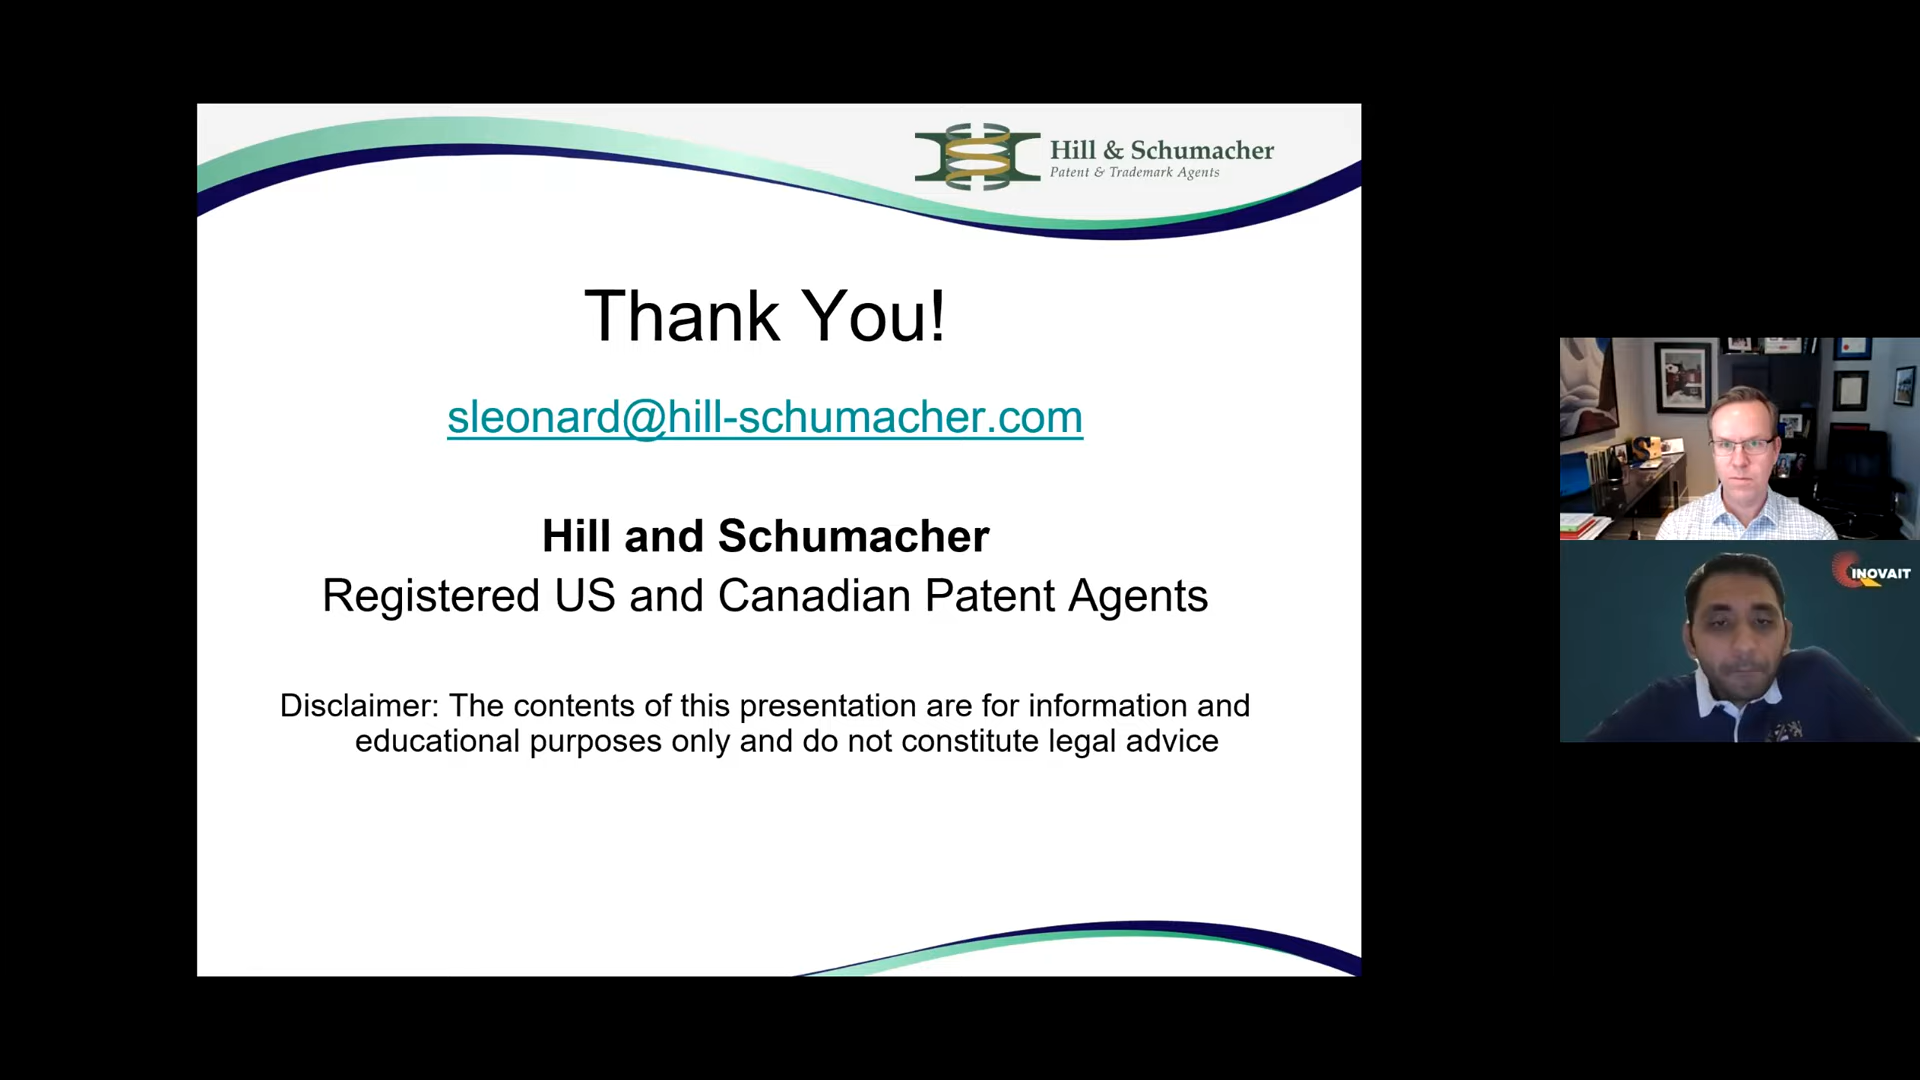 Hill & Schumacher
Patent & Trademark Agents
Thank You!
sleonard@hill-schumacher.com
Hill and Schumacher
Registered US and Canadian Patent Agents
Disclaimer: The contents of this presentation are for information and
educational purposes only and do not constitute legal advice
INOVAIT